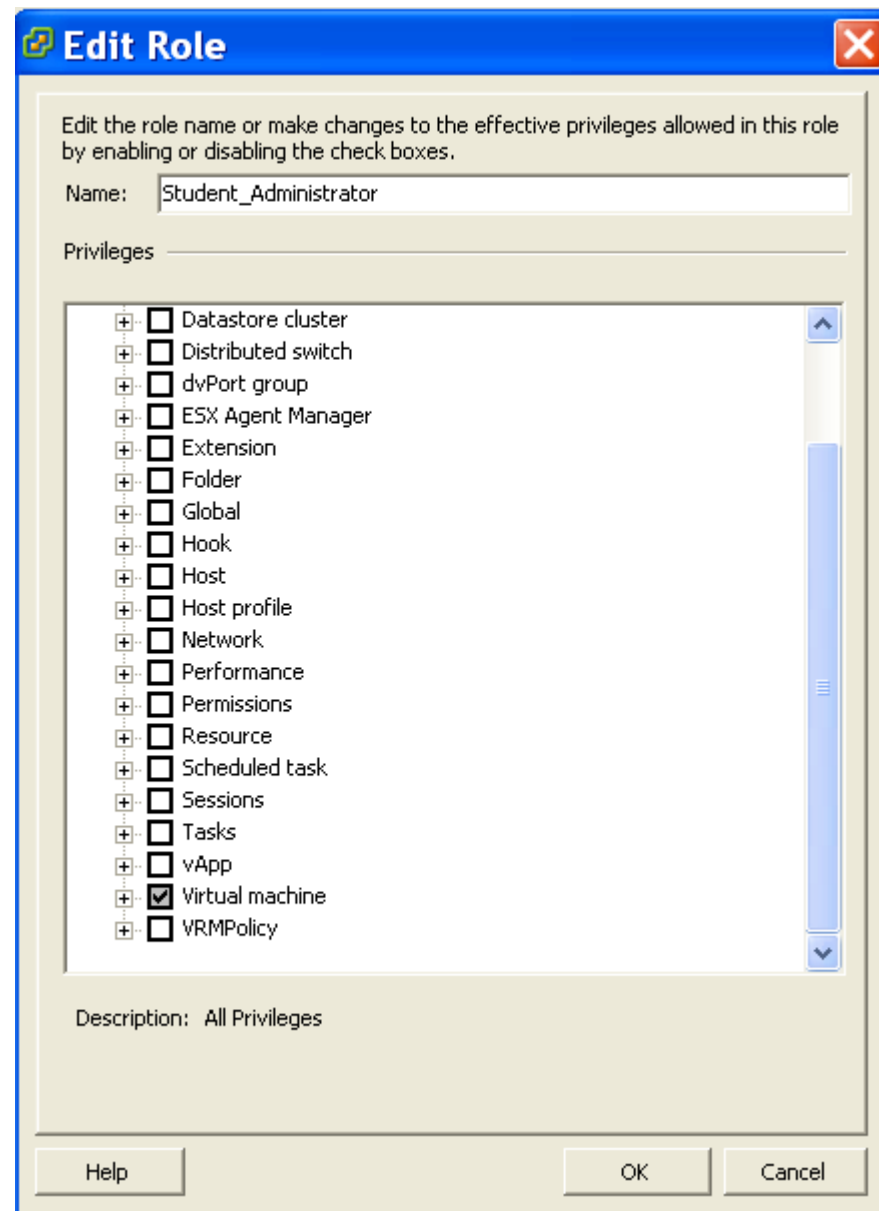 Edit Role
Edit the role name or make changes to the effective privileges allowed in this role
by enabling or disabling the check boxes.
Name: Student_Administrator
Privileges
Datastore cluster
Distributed switch
dvPort group
ESX Agent Manager
Extension
Folder
Global
Hook
Host
Host profile
Network
Performance
Permissions
Resource
Scheduled task
Sessions
Tasks
vApp
Virtual machine
VRMPolicy
Description: All Privileges
Help OK Cancel